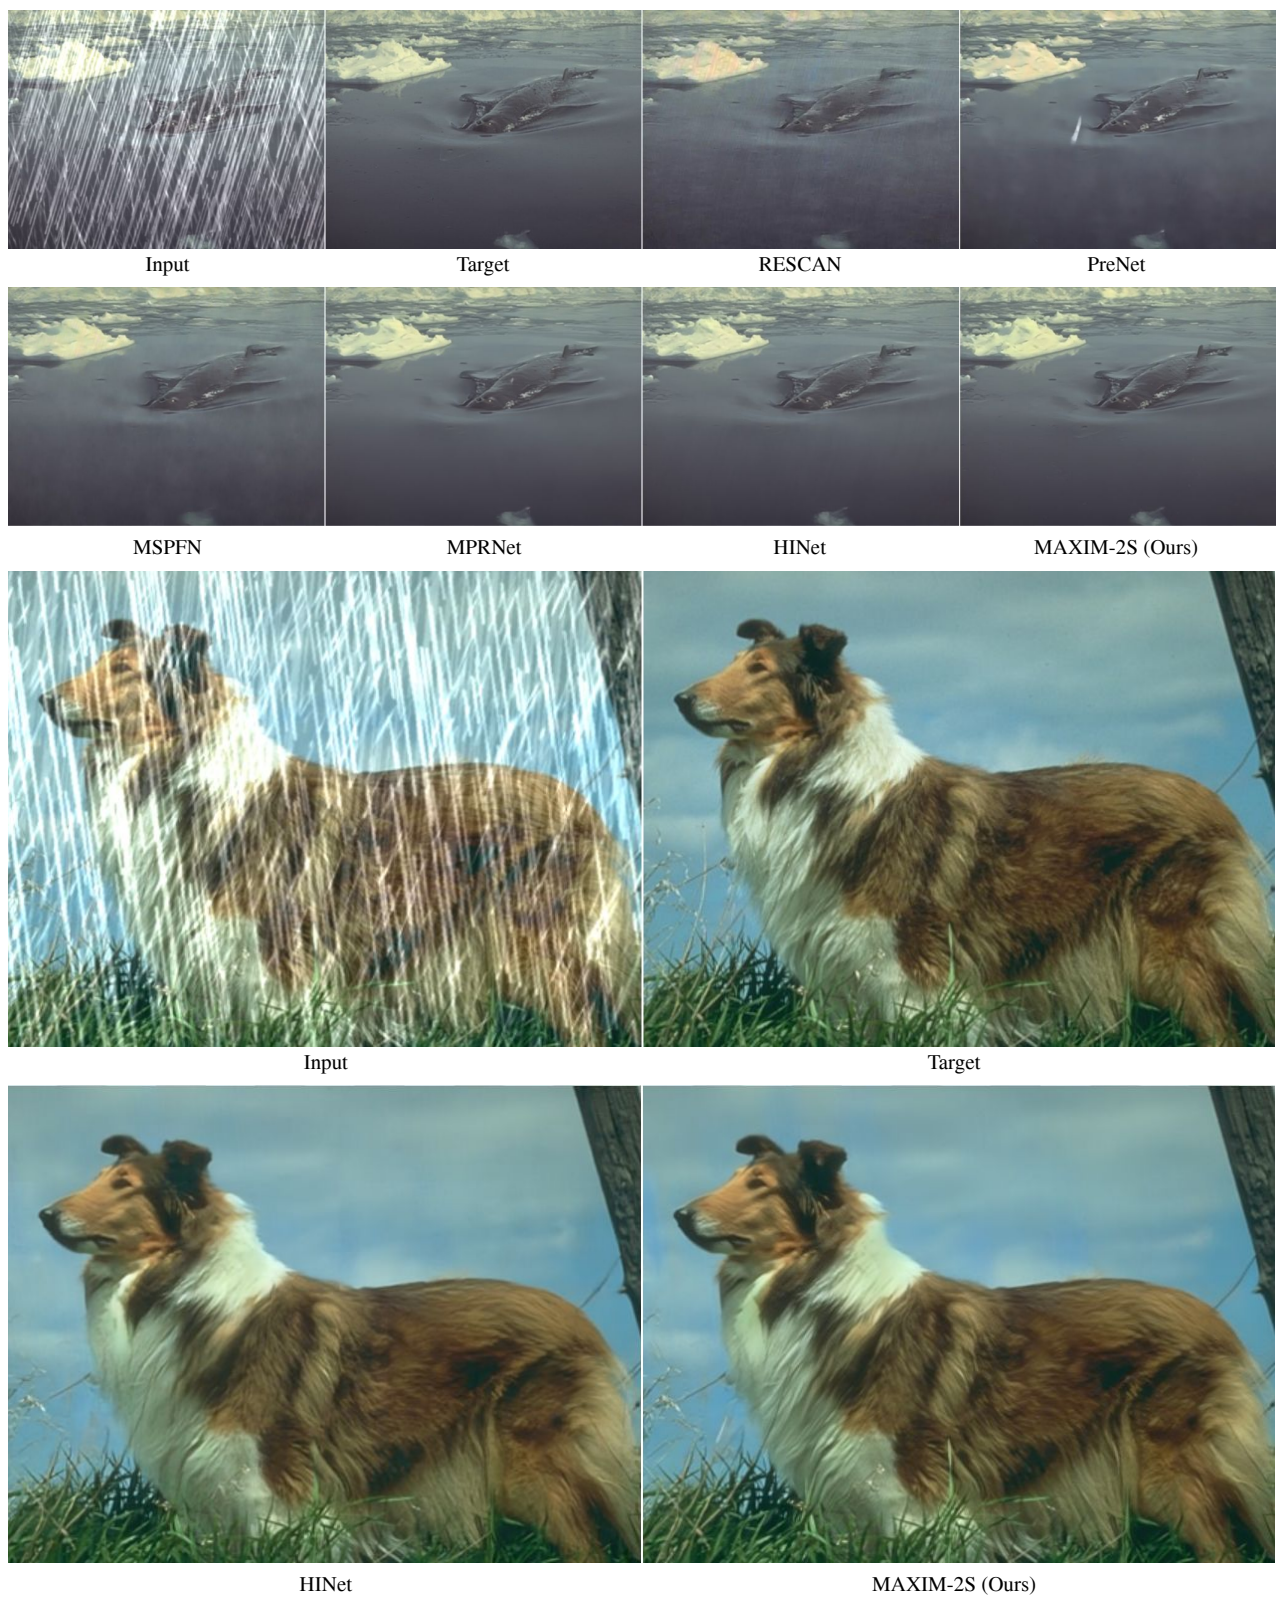 Input Target RESCAN PreNet
MSPFN MPRNet HINet MAXIM-2S (Ours)
Input Target
HINet MAXIM-2S (Ours)